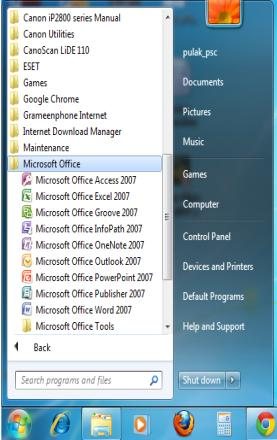 Canon iP2800 series Manual
Canon Utilities
CanoScan LiDE 110
ESET
Games
Google Chrome
Grameenphone Internet
Internet Download Manager
Maintenance
Microsoft Office
Microsoft Office Access 2007
Microsoft Office Excel 2007
Microsoft Office Groove 2007
Microsoft Office InfoPath 2007
Microsoft Office OneNote 2007
Microsoft Office Outlook 2007
Microsoft Office PowerPoint 2007
Microsoft Office Publisher 2007
Microsoft Office Word 2007
Microsoft Office Tools
Back
Search programs and files
pulak_psc
Documents
Pictures
Music
Games
Computer
Control Panel
Devices and Printers
Default Programs
Help and Support
Shut down